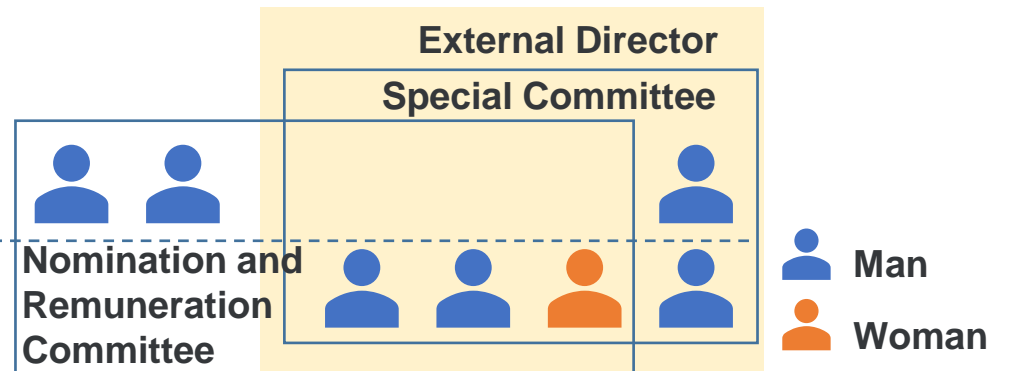 External Director
Special Committee
Nomination and
Remuneration
Committee
Man
Woman